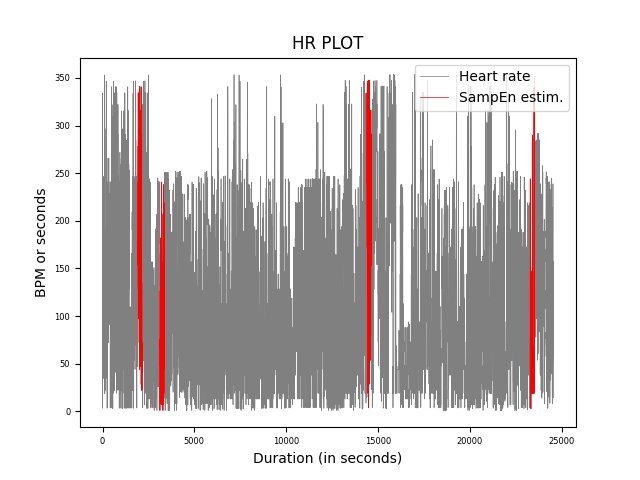 HR PLOT
Heart rate
SampEn estim.
350
300
250
200
150
100
50
0
BPM or seconds
0 5000 10000 15000 20000 25000
Duration (in seconds)